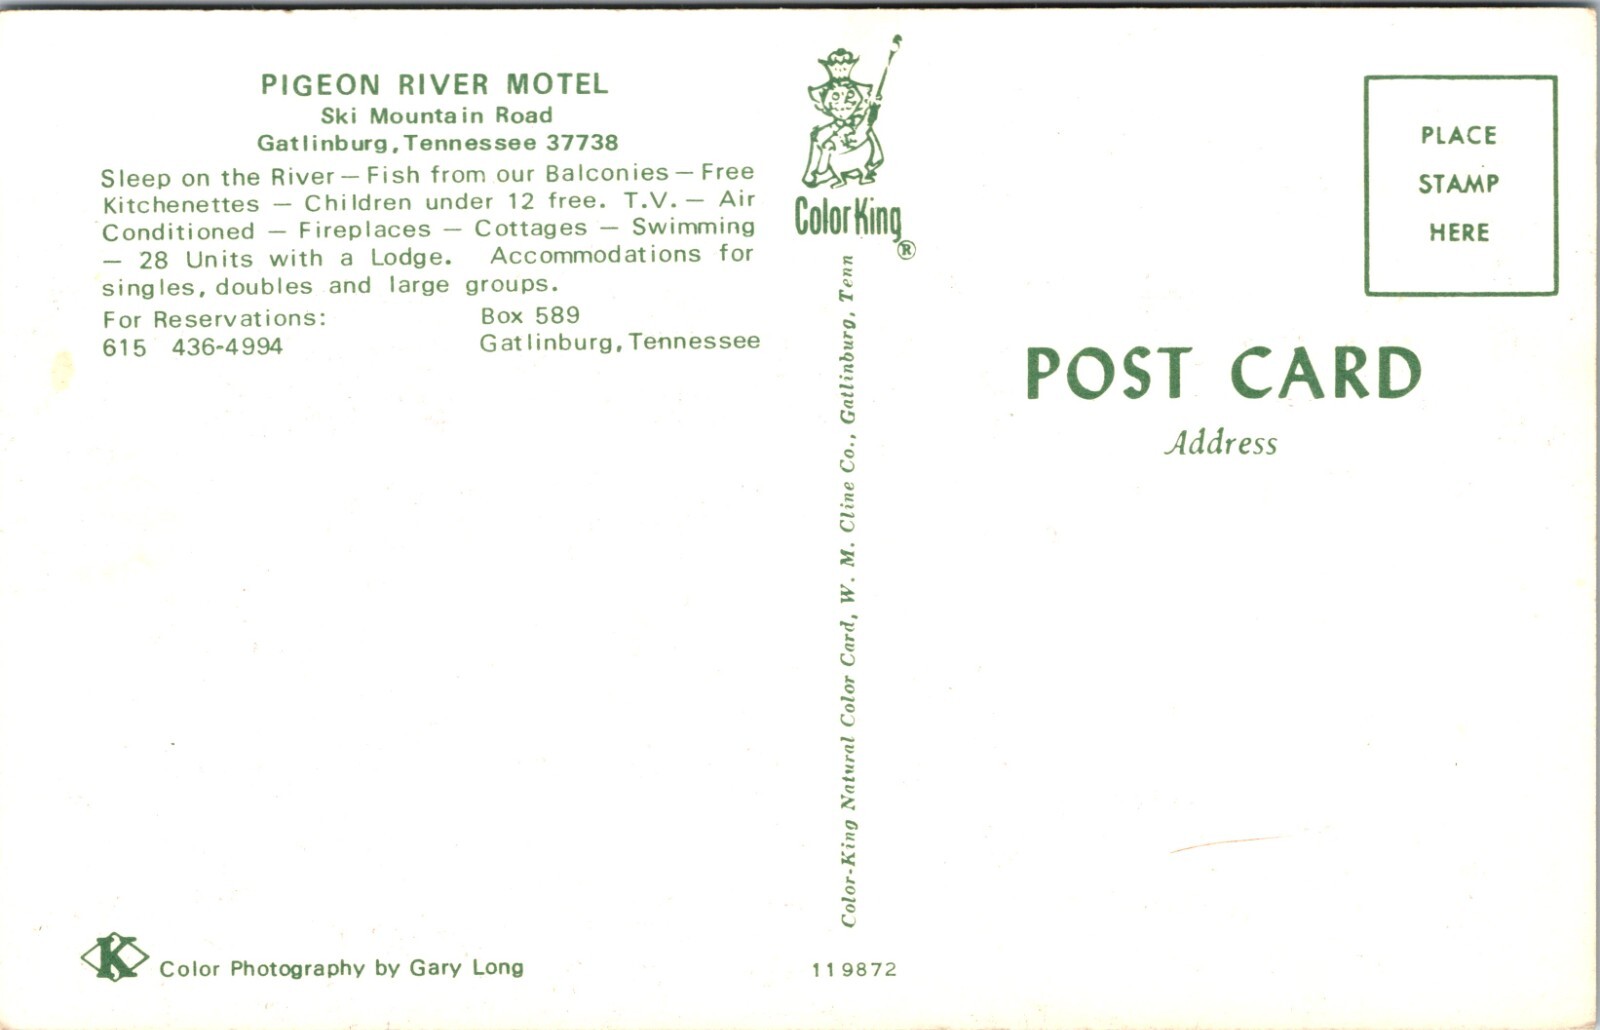 PIGEON RIVER MOTEL
Ski Mountain Road
Gatlinburg, Tennessee 37738
Sleep on the River — Fish from our Balconies — Free
Kitchenettes — Children under 12 free. T.V. — Air
Conditioned — Fireplaces — Cottages — Swimming
— 28 Units with a Lodge. Accommodations for
singles, doubles and large groups.
For Reservations: Box 589
615 436-4994 Gatlinburg, Tennessee
K Color Photography by Gary Long
ColorKing®
Color-King Natural Color Card, W. M. Cline Co., Gatlinburg, Tenn
119872
PLACE
STAMP
HERE
POST CARD
Address